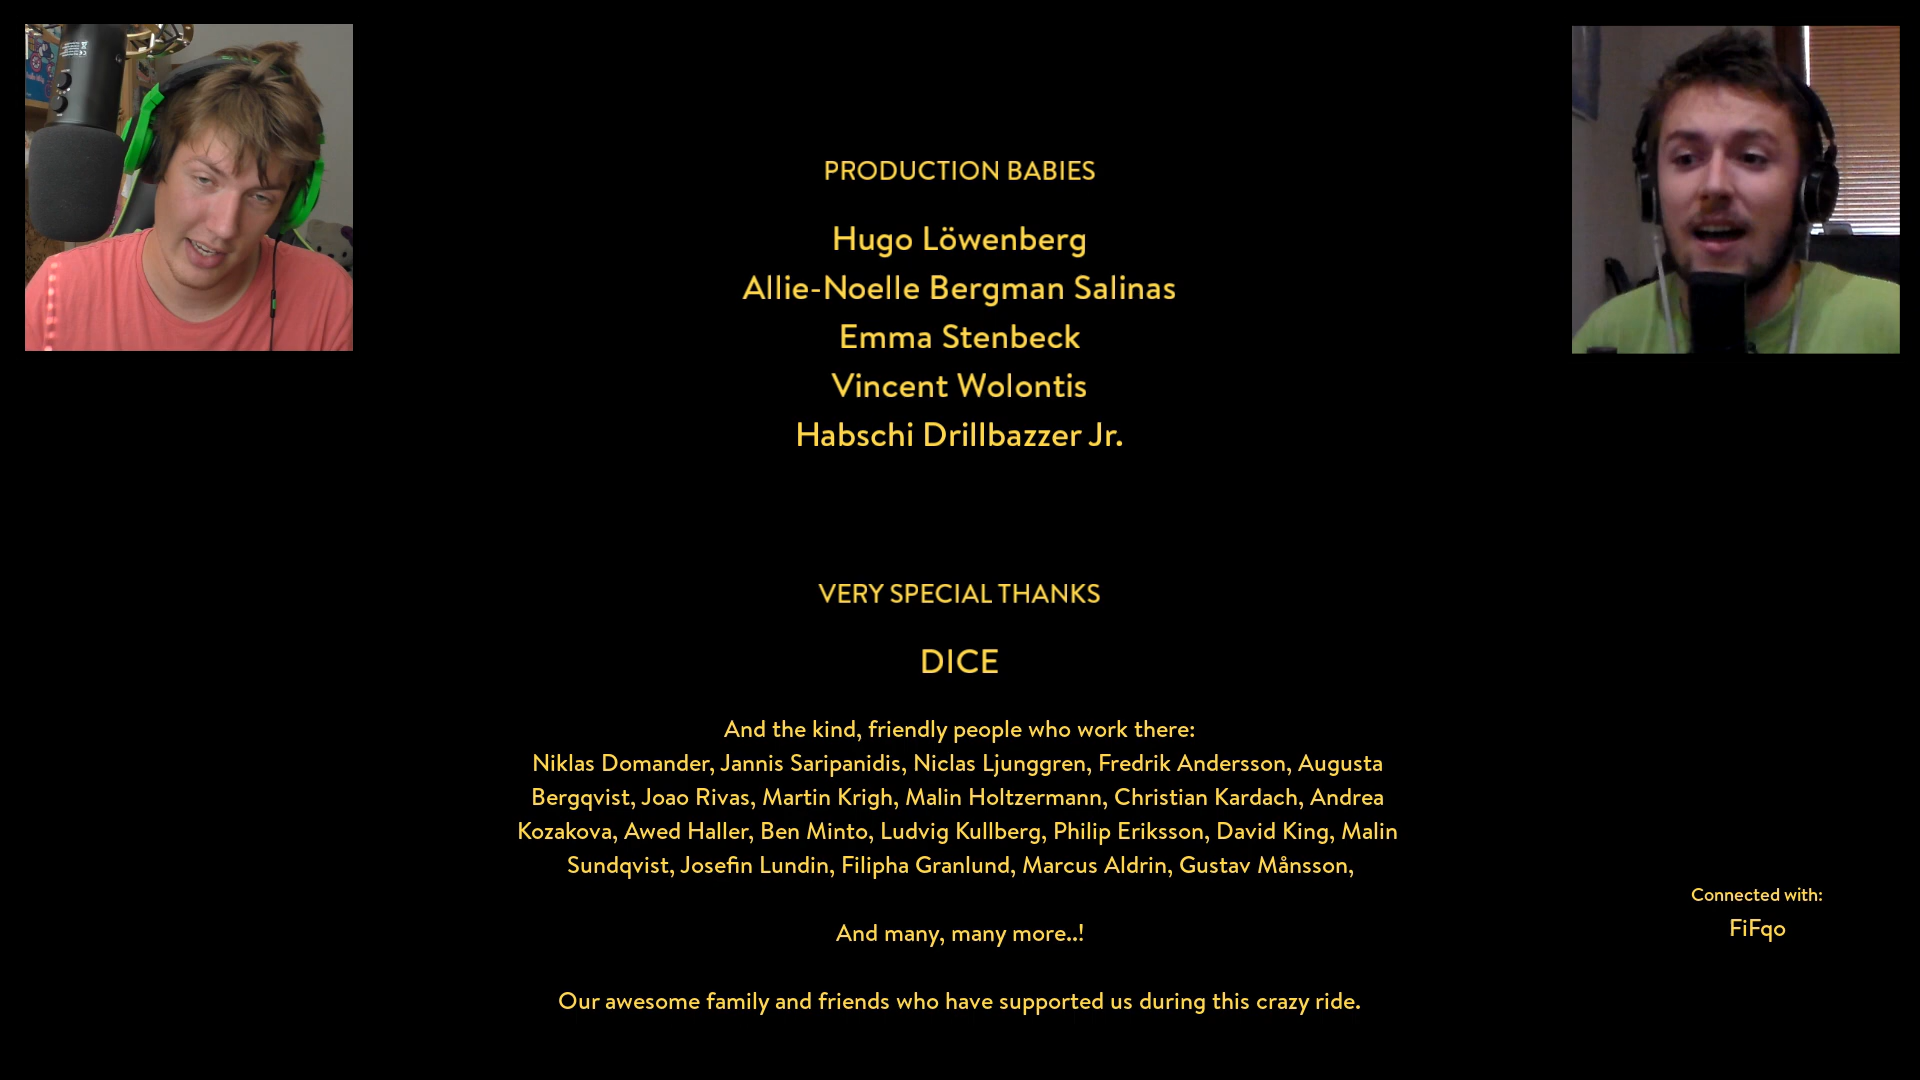 PRODUCTION BABIES
Hugo Löwenberg
Allie-Noelle Bergman Salinas
Emma Stenbeck
Vincent Wolontis
Habschi Drillbazzer Jr.
VERY SPECIAL THANKS
DICE
And the kind, friendly people who work there:
Niklas Domander, Jannis Saripanidis, Niclas Ljunggren, Fredrik Andersson, Augusta
Bergqvist, Joao Rivas, Martin Krigh, Malin Holtzermann, Christian Kardach, Andrea
Kozakova, Awed Haller, Ben Minto, Ludvig Kullberg, Philip Eriksson, David King, Malin
Sundqvist, Josefin Lundin, Filipha Granlund, Marcus Aldrin, Gustav Månsson,
And many, many more..!
Our awesome family and friends who have supported us during this crazy ride.
Connected with:
FiFqo